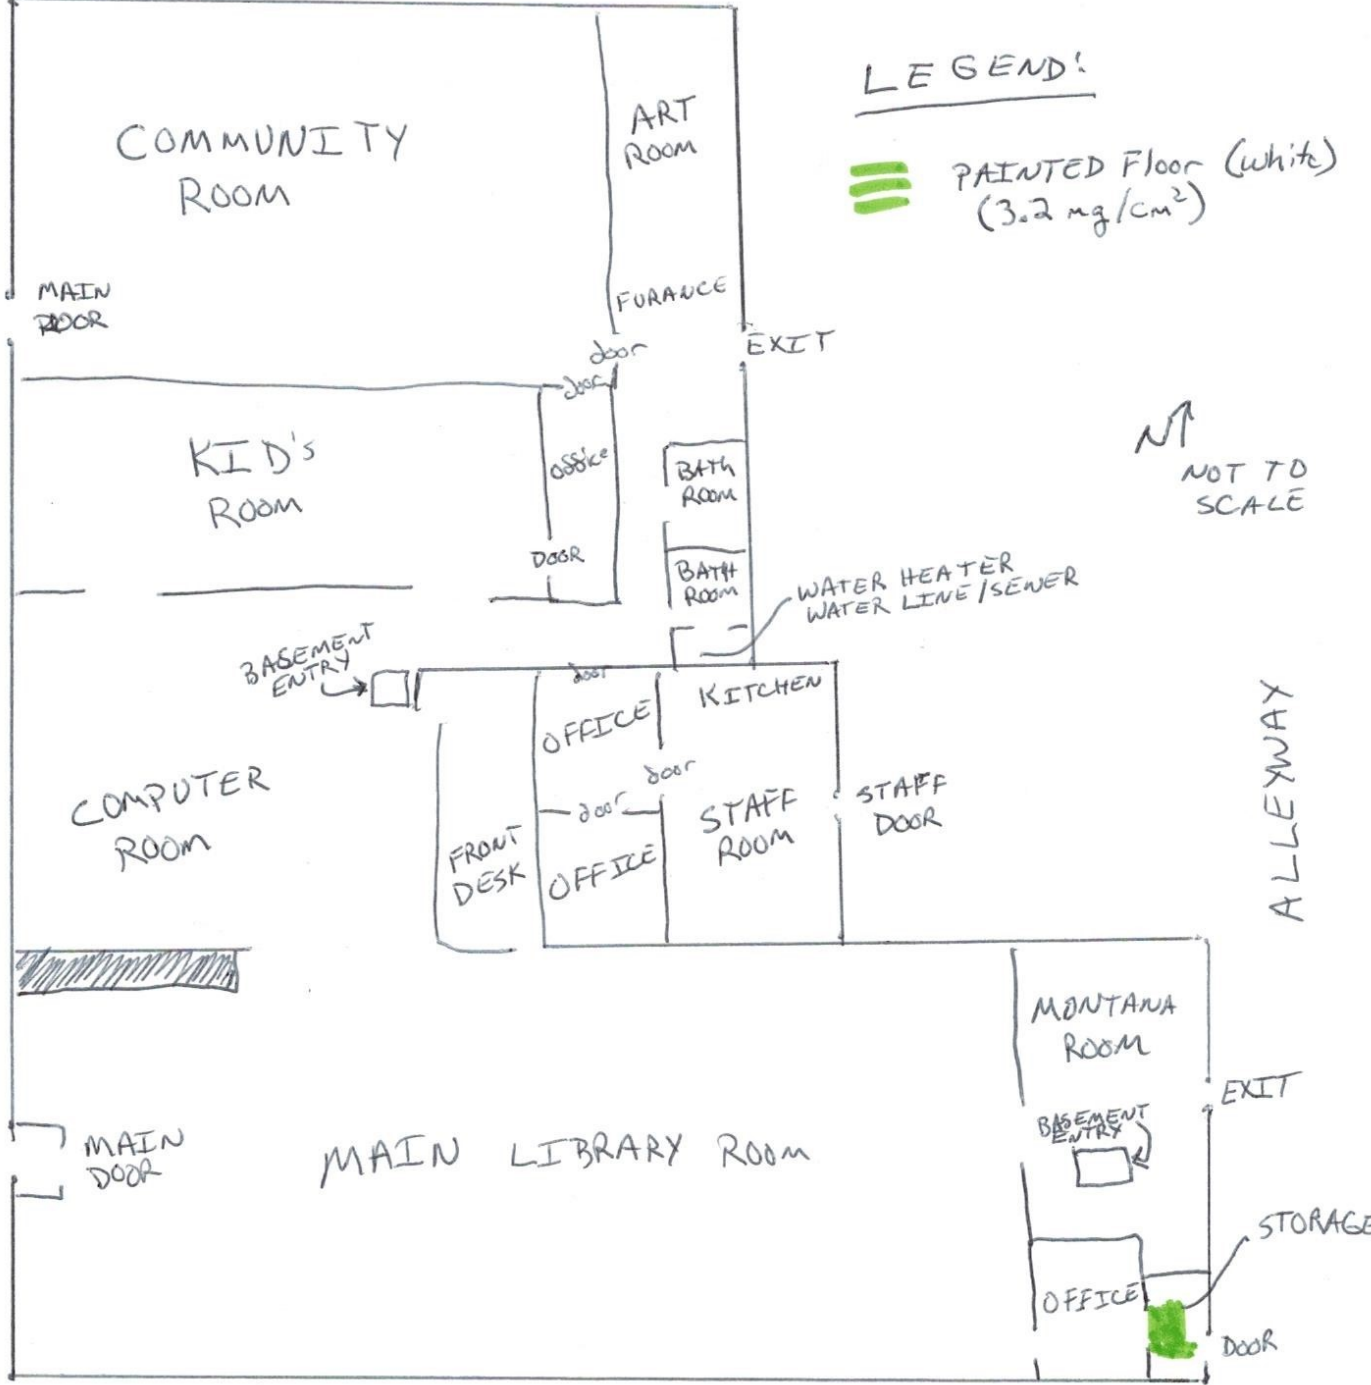 LEGEND:
PAINTED Floor (White)
(3.2 mg/cm²)
COMMUNITY
ROOM
ART
ROOM
FURANCE
MAIN
DOOR
door
EXIT
door
KID's
ROOM
office
DOOR
BATH
ROOM
BATH
ROOM
N
NOT TO
SCALE
WATER HEATER
WATER LINE/SEWER
BASEMENT
ENTRY
door
KITCHEN
OFFICE
door
door
COMPUTER
ROOM
FRONT
DESK
OFFICE
STAFF
ROOM
STAFF
DOOR
ALLEYWAY
MONTANA
ROOM
EXIT
BASEMENT
ENTRY
MAIN
DOOR
MAIN LIBRARY ROOM
STORAGE
OFFICE
DOOR